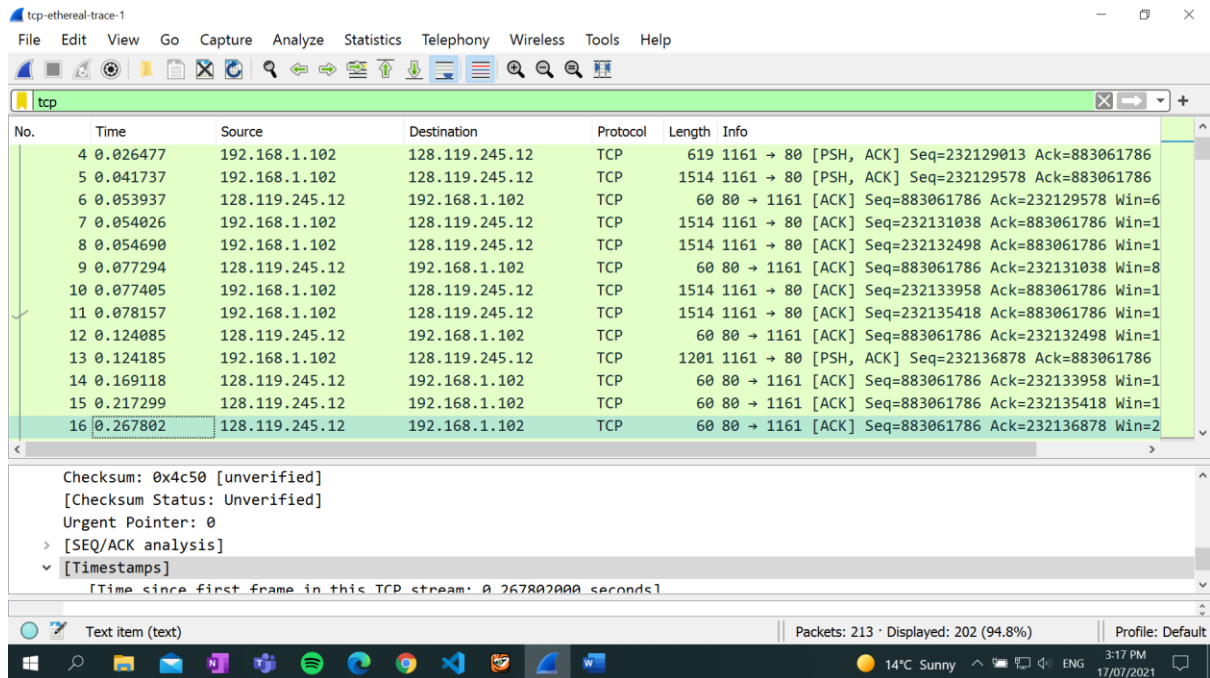 tcp-ethereal-trace-1
File Edit View Go Capture Analyze Statistics Telephony Wireless Tools Help
tcp
No. Time Source Destination Protocol Length Info
4 0.026477 192.168.1.102 128.119.245.12 TCP 619 1161 → 80 [PSH, ACK] Seq=232129013 Ack=883061786
5 0.041737 192.168.1.102 128.119.245.12 TCP 1514 1161 → 80 [PSH, ACK] Seq=232129578 Ack=883061786
6 0.053937 128.119.245.12 192.168.1.102 TCP 60 80 → 1161 [ACK] Seq=883061786 Ack=232129578 Win=6
7 0.054026 192.168.1.102 128.119.245.12 TCP 1514 1161 → 80 [ACK] Seq=232131038 Ack=883061786 Win=1
8 0.054690 192.168.1.102 128.119.245.12 TCP 1514 1161 → 80 [ACK] Seq=232132498 Ack=883061786 Win=1
9 0.077294 128.119.245.12 192.168.1.102 TCP 60 80 → 1161 [ACK] Seq=883061786 Ack=232131038 Win=8
10 0.077405 192.168.1.102 128.119.245.12 TCP 1514 1161 → 80 [ACK] Seq=232133958 Ack=883061786 Win=1
11 0.078157 192.168.1.102 128.119.245.12 TCP 1514 1161 → 80 [ACK] Seq=232135418 Ack=883061786 Win=1
12 0.124085 128.119.245.12 192.168.1.102 TCP 60 80 → 1161 [ACK] Seq=883061786 Ack=232132498 Win=1
13 0.124185 192.168.1.102 128.119.245.12 TCP 1201 1161 → 80 [PSH, ACK] Seq=232136878 Ack=883061786
14 0.169118 128.119.245.12 192.168.1.102 TCP 60 80 → 1161 [ACK] Seq=883061786 Ack=232133958 Win=1
15 0.217299 128.119.245.12 192.168.1.102 TCP 60 80 → 1161 [ACK] Seq=883061786 Ack=232135418 Win=1
16 0.267802 128.119.245.12 192.168.1.102 TCP 60 80 → 1161 [ACK] Seq=883061786 Ack=232136878 Win=2
Checksum: 0x4c50 [unverified]
[Checksum Status: Unverified]
Urgent Pointer: 0
[SEQ/ACK analysis]
[Timestamps]
[Time since first frame in this TCP stream: 0.267802000 seconds]
Text item (text) Packets: 213 · Displayed: 202 (94.8%) Profile: Default
14°C Sunny ENG 3:17 PM
17/07/2021